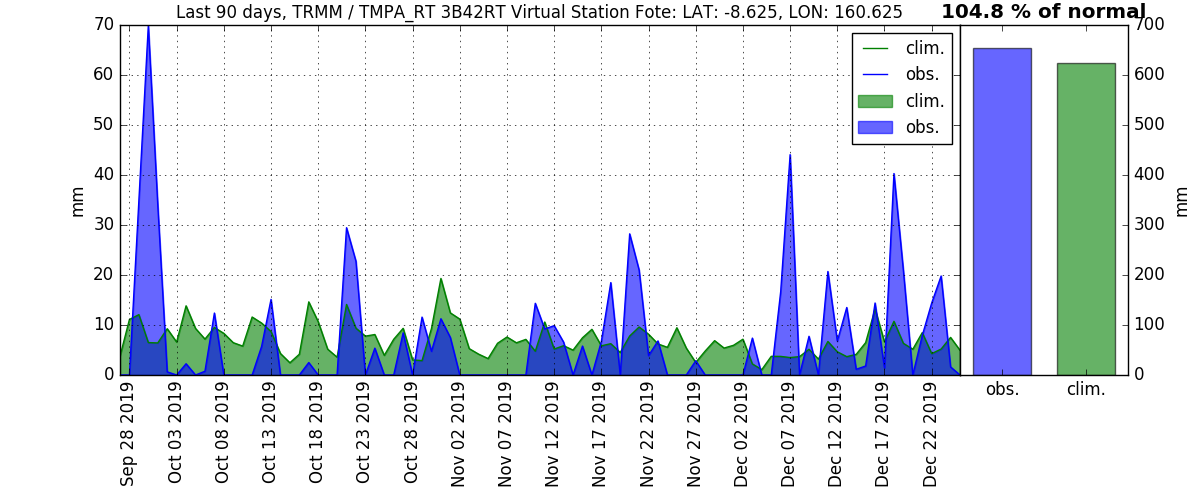 Last 90 days, TRMM / TMPA_RT 3B42RT Virtual Station Fote: LAT: -8.625, LON: 160.625
104.8 % of normal
70
60
50
40
30
20
10
0
mm
clim.
obs.
clim.
obs.
700
600
500
400
300
200
100
0
mm
Sep 28 2019
Oct 03 2019
Oct 08 2019
Oct 13 2019
Oct 18 2019
Oct 23 2019
Oct 28 2019
Nov 02 2019
Nov 07 2019
Nov 12 2019
Nov 17 2019
Nov 22 2019
Nov 27 2019
Dec 02 2019
Dec 07 2019
Dec 12 2019
Dec 17 2019
Dec 22 2019
obs.
clim.